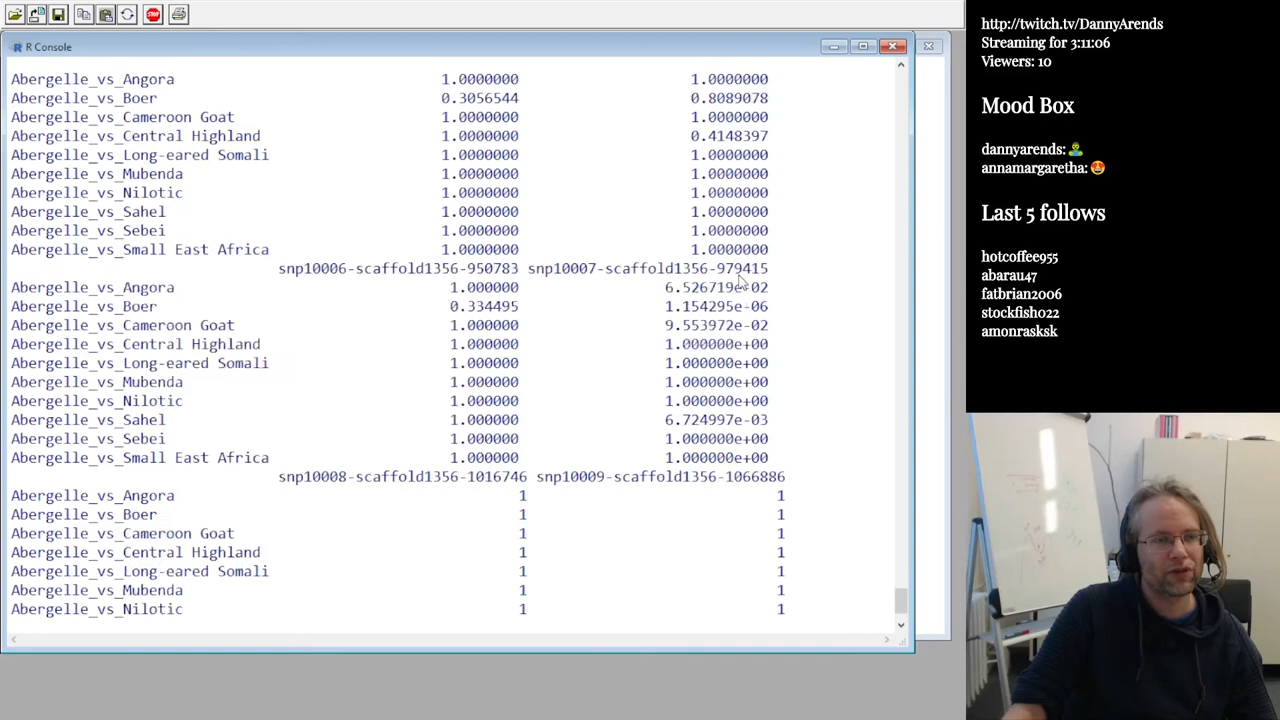 R Console
Abergelle_vs_Angora 1.0000000 1.0000000
Abergelle_vs_Boer 0.3056544 0.8089078
Abergelle_vs_Cameroon Goat 1.0000000 1.0000000
Abergelle_vs_Central Highland 1.0000000 0.4148397
Abergelle_vs_Long-eared Somali 1.0000000 1.0000000
Abergelle_vs_Mubenda 1.0000000 1.0000000
Abergelle_vs_Nilotic 1.0000000 1.0000000
Abergelle_vs_Sahel 1.0000000 1.0000000
Abergelle_vs_Sebei 1.0000000 1.0000000
Abergelle_vs_Small East Africa 1.0000000 1.0000000
snp10006-scaffold1356-950783 snp10007-scaffold1356-979415
Abergelle_vs_Angora 1.000000 6.526719e-02
Abergelle_vs_Boer 0.334495 1.154295e-06
Abergelle_vs_Cameroon Goat 1.000000 9.553972e-02
Abergelle_vs_Central Highland 1.000000 1.000000e+00
Abergelle_vs_Long-eared Somali 1.000000 1.000000e+00
Abergelle_vs_Mubenda 1.000000 1.000000e+00
Abergelle_vs_Nilotic 1.000000 1.000000e+00
Abergelle_vs_Sahel 1.000000 6.724997e-03
Abergelle_vs_Sebei 1.000000 1.000000e+00
Abergelle_vs_Small East Africa 1.000000 1.000000e+00
snp10008-scaffold1356-1016746 snp10009-scaffold1356-1066886
Abergelle_vs_Angora 1 1
Abergelle_vs_Boer 1 1
Abergelle_vs_Cameroon Goat 1 1
Abergelle_vs_Central Highland 1 1
Abergelle_vs_Long-eared Somali 1 1
Abergelle_vs_Mubenda 1 1
Abergelle_vs_Nilotic 1 1
http://twitch.tv/DannyArends
Streaming for 3:11:06
Viewers: 10
Mood Box
dannyarends: 🧟‍♂️
annamargaretha: 😍
Last 5 follows
hotcoffee955
abarau47
fatbrian2006
stockfish022
amonrasksk
STOP